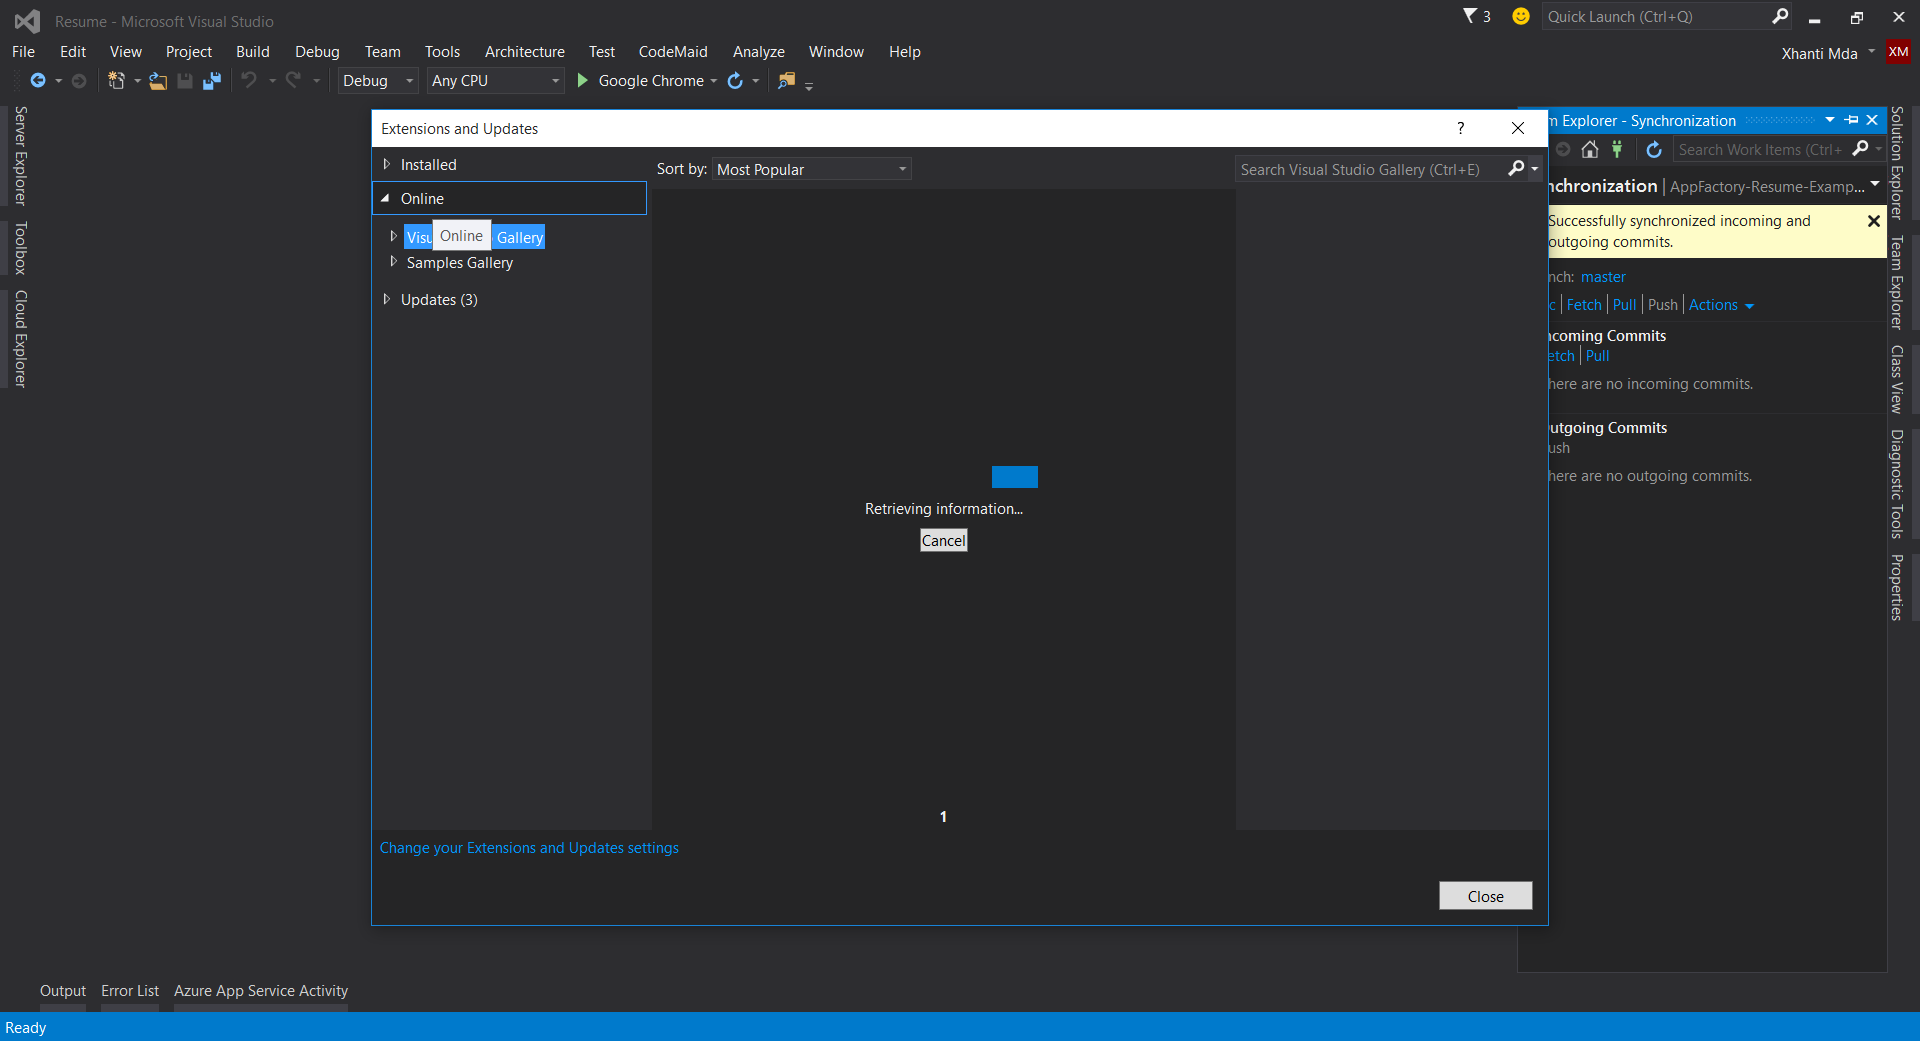 Resume - Microsoft Visual Studio
3
Quick Launch (Ctrl+Q)
File Edit View Project Build Debug Team Tools Architecture Test CodeMaid Analyze Window Help
Xhanti Mda
XM
Debug
Any CPU
Google Chrome
Server Explorer
Toolbox
Cloud Explorer
Extensions and Updates
?
Installed
Online
Visu
Online
Gallery
Samples Gallery
Updates (3)
Sort by: Most Popular
Search Visual Studio Gallery (Ctrl+E)
Retrieving information...
Cancel
1
Change your Extensions and Updates settings
Close
m Explorer - Synchronization
Search Work Items (Ctrl+
nchronization | AppFactory-Resume-Examp...
Successfully synchronized incoming and
outgoing commits.
nch: master
c | Fetch | Pull | Push | Actions
ncoming Commits
etch | Pull
here are no incoming commits.
utgoing Commits
ush
here are no outgoing commits.
Solution Explorer
Team Explorer
Class View
Diagnostic Tools
Properties
Output Error List Azure App Service Activity
Ready